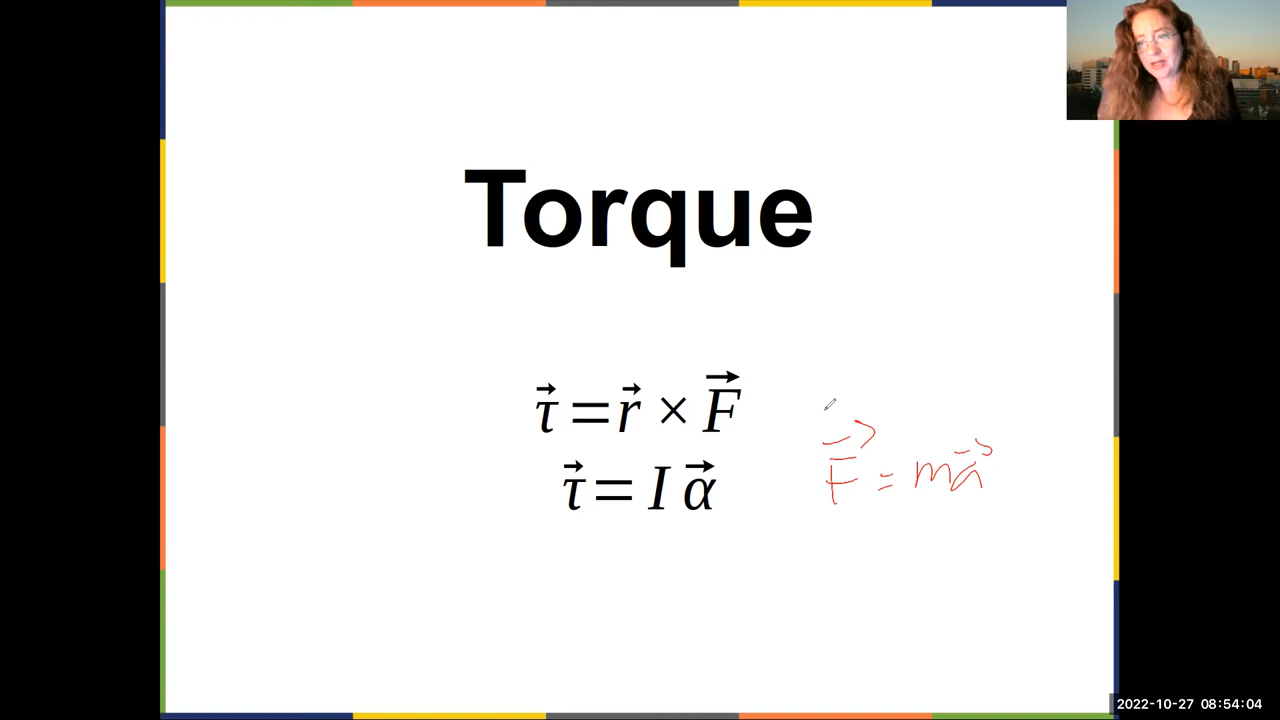 Torque
τ⃗ = r⃗ × F⃗
τ⃗ = I α⃗
F⃗ = ma⃗
2022-10-27 08:54:04